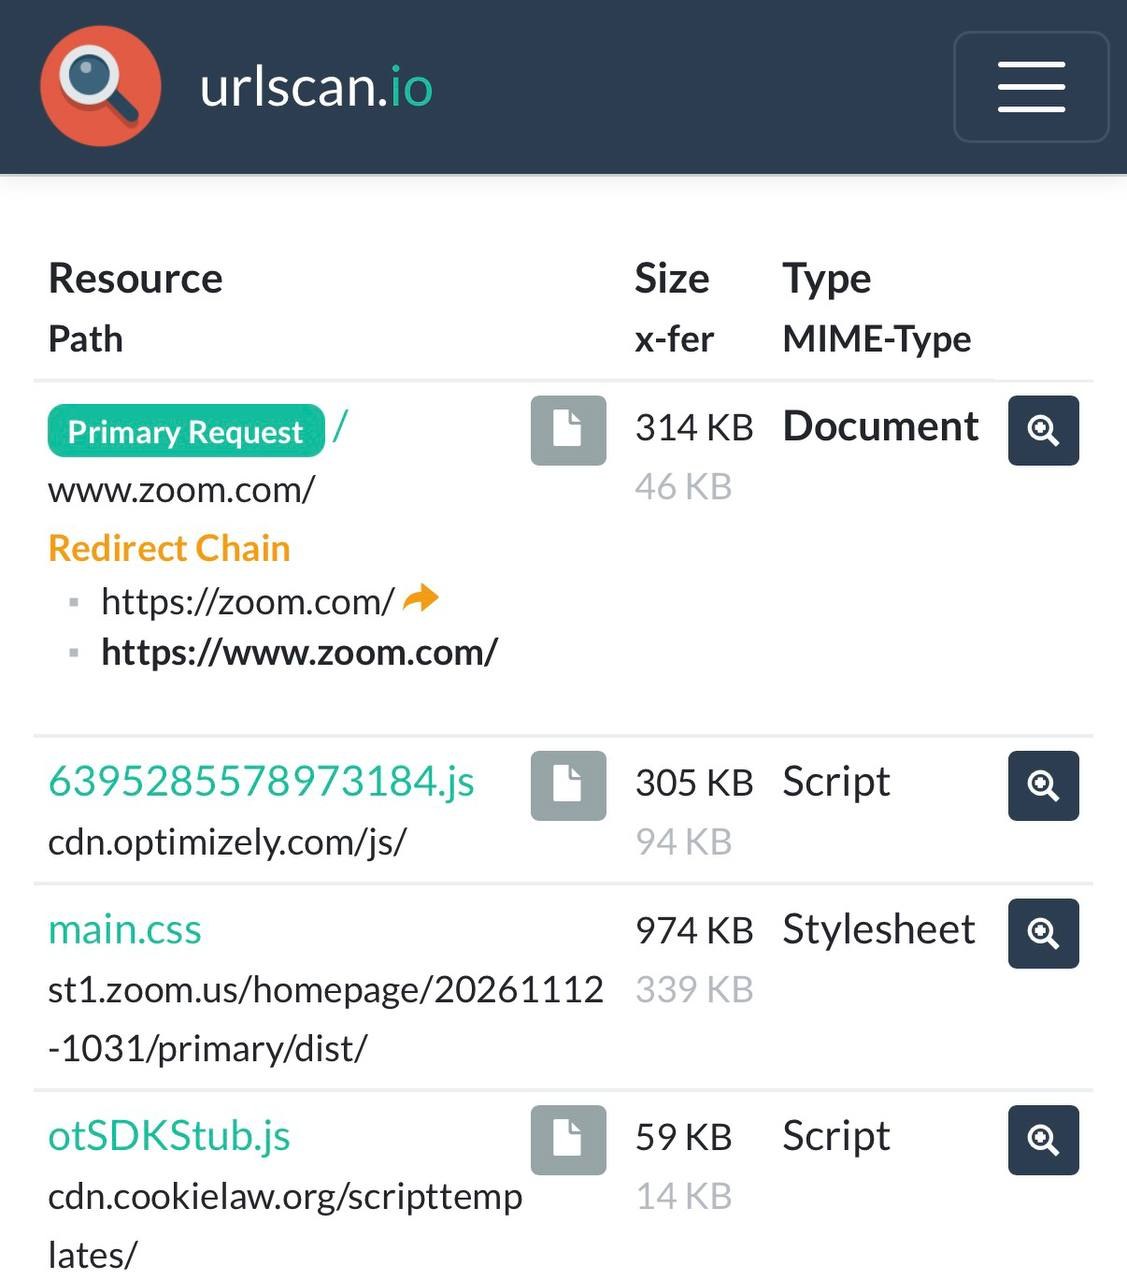 urlscan.io
Resource Size Type
Path x-fer MIME-Type
Primary Request / 314 KB Document
www.zoom.com/ 46 KB
Redirect Chain
https://zoom.com/
https://www.zoom.com/
6395285578973184.js 305 KB Script
cdn.optimizely.com/js/ 94 KB
main.css 974 KB Stylesheet
st1.zoom.us/homepage/20261112 339 KB
-1031/primary/dist/
otSDKStub.js 59 KB Script
cdn.cookielaw.org/scripttemp 14 KB
lates/